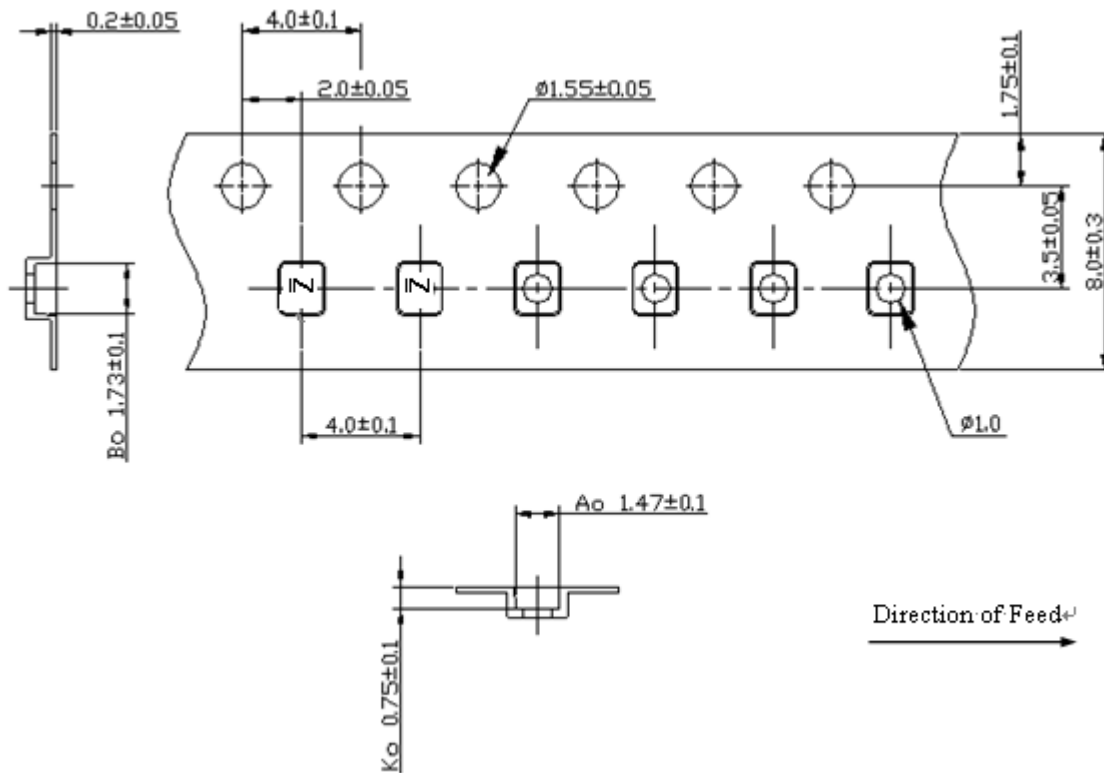 0.2±0.05
4.0±0.1
2.0±0.05
ø1.55±0.05
1.75±0.1
3.5±0.05
8.0±0.3
Z
Z
Bo 1.73±0.1
4.0±0.1
ø1.0
Ao 1.47±0.1
Ko 0.75±0.1
Direction·of·Feed↵